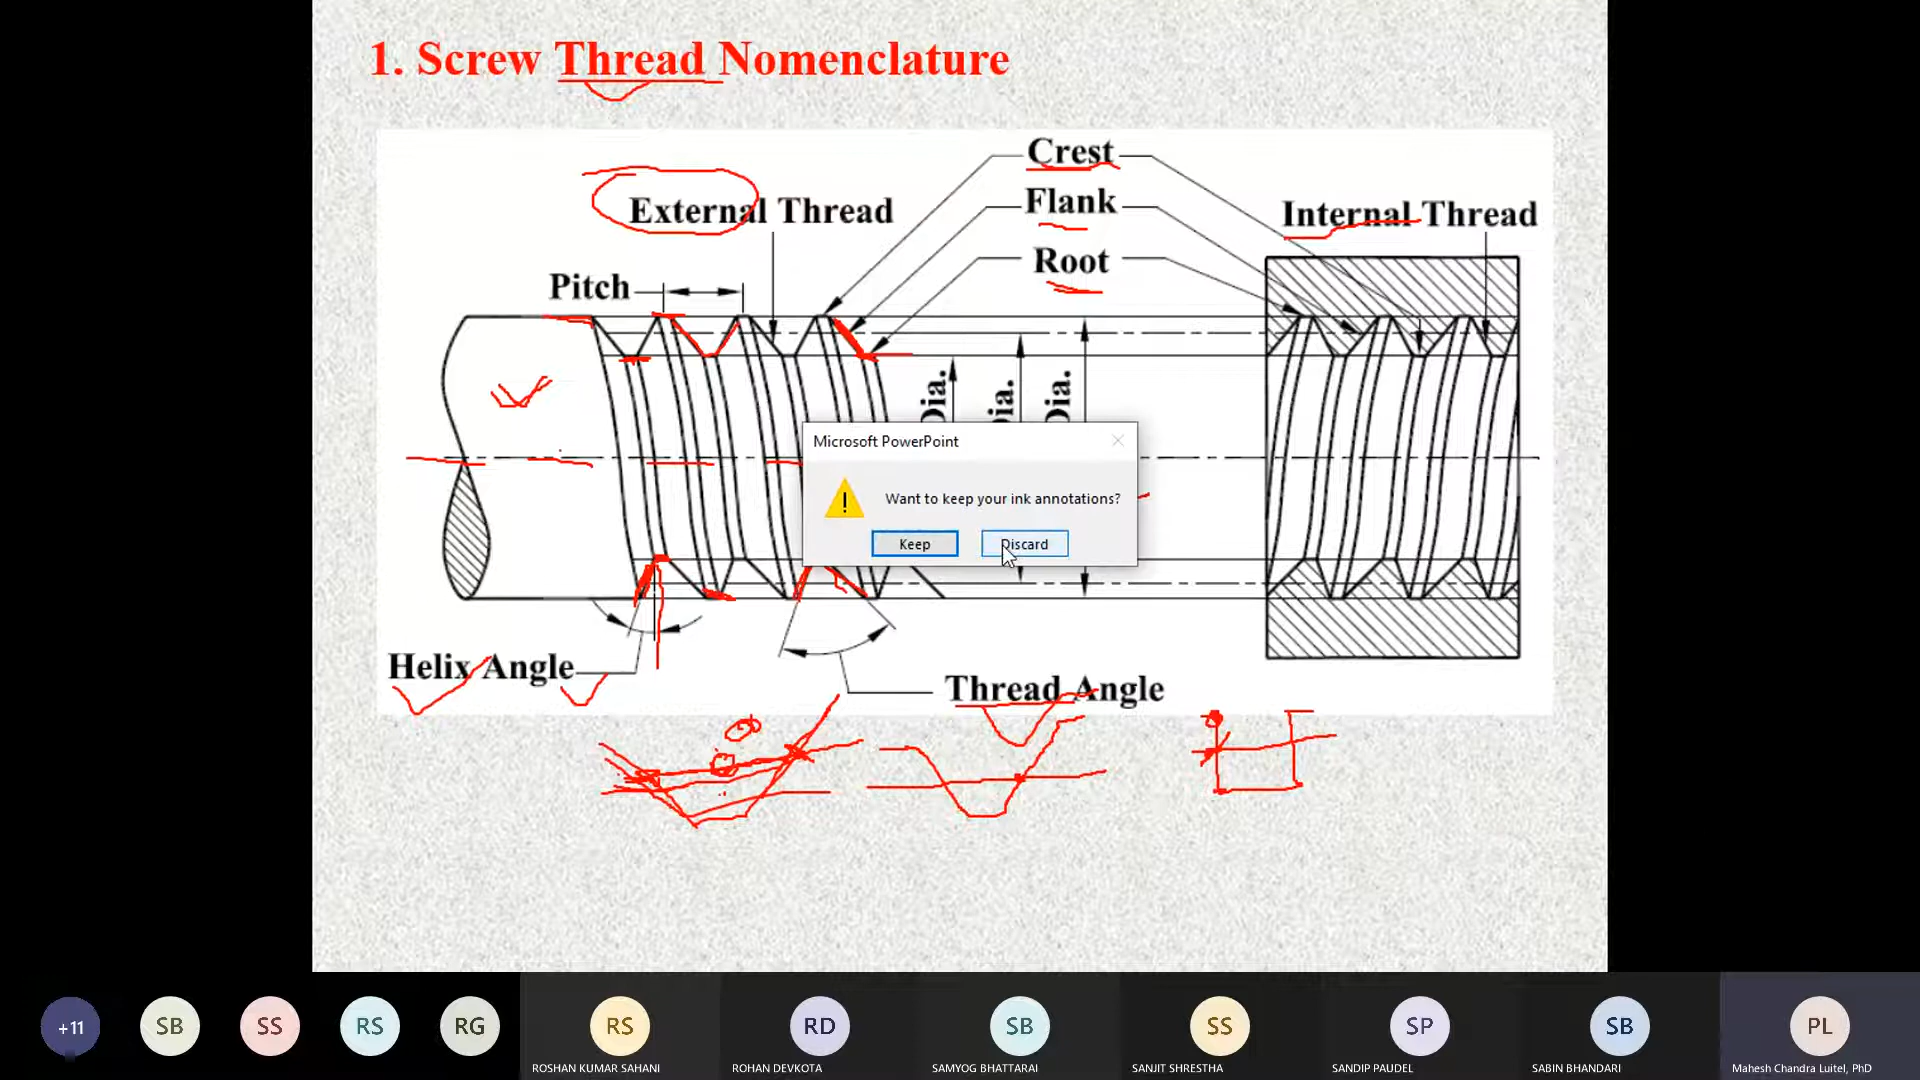 1. Screw Thread Nomenclature
Crest
Flank
External Thread
Internal Thread
Root
Pitch
Dia.
Dia.
Dia.
Microsoft PowerPoint
Want to keep your ink annotations?
Keep
Discard
Helix Angle
Thread Angle
+11
SB
SS
RS
RG
RS
RD
SB
SS
SP
SB
PL
ROSHAN KUMAR SAHANI
ROHAN DEVKOTA
SAMYOG BHATTARAI
SANJIT SHRESTHA
SANDIP PAUDEL
SABIN BHANDARI
Mahesh Chandra Luitel, PhD